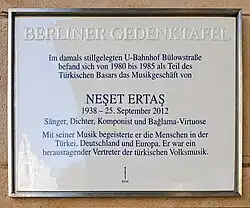 BERLINER GEDENKTAFEL
Im damals stillgelegten U-Bahnhof Bülowstraße
befand sich von 1980 bis 1985 als Teil des
Türkischen Basars das Musikgeschäft von
NEŞET ERTAŞ
1938 – 25. September 2012
Sänger, Dichter, Komponist und Bağlama-Virtuose
Mit seiner Musik begeisterte er die Menschen in der
Türkei, Deutschland und Europa. Er war ein
herausragender Vertreter der türkischen Volksmusik.